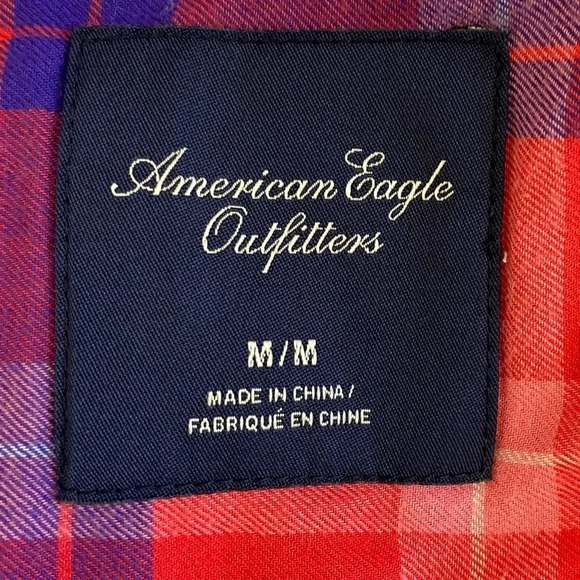 American Eagle
Outfitters
M/M
MADE IN CHINA/
FABRIQUÉ EN CHINE